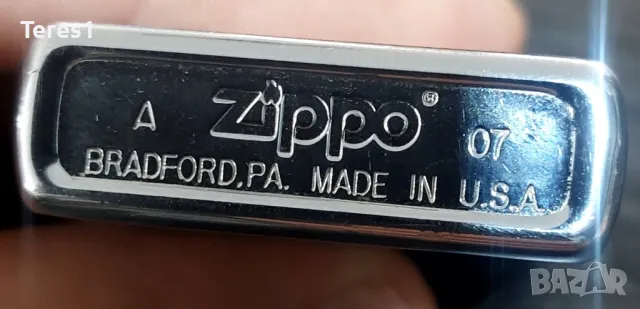 Teres1
A Zippo® 07
BRADFORD,PA. MADE IN U.S.A
BAZAR